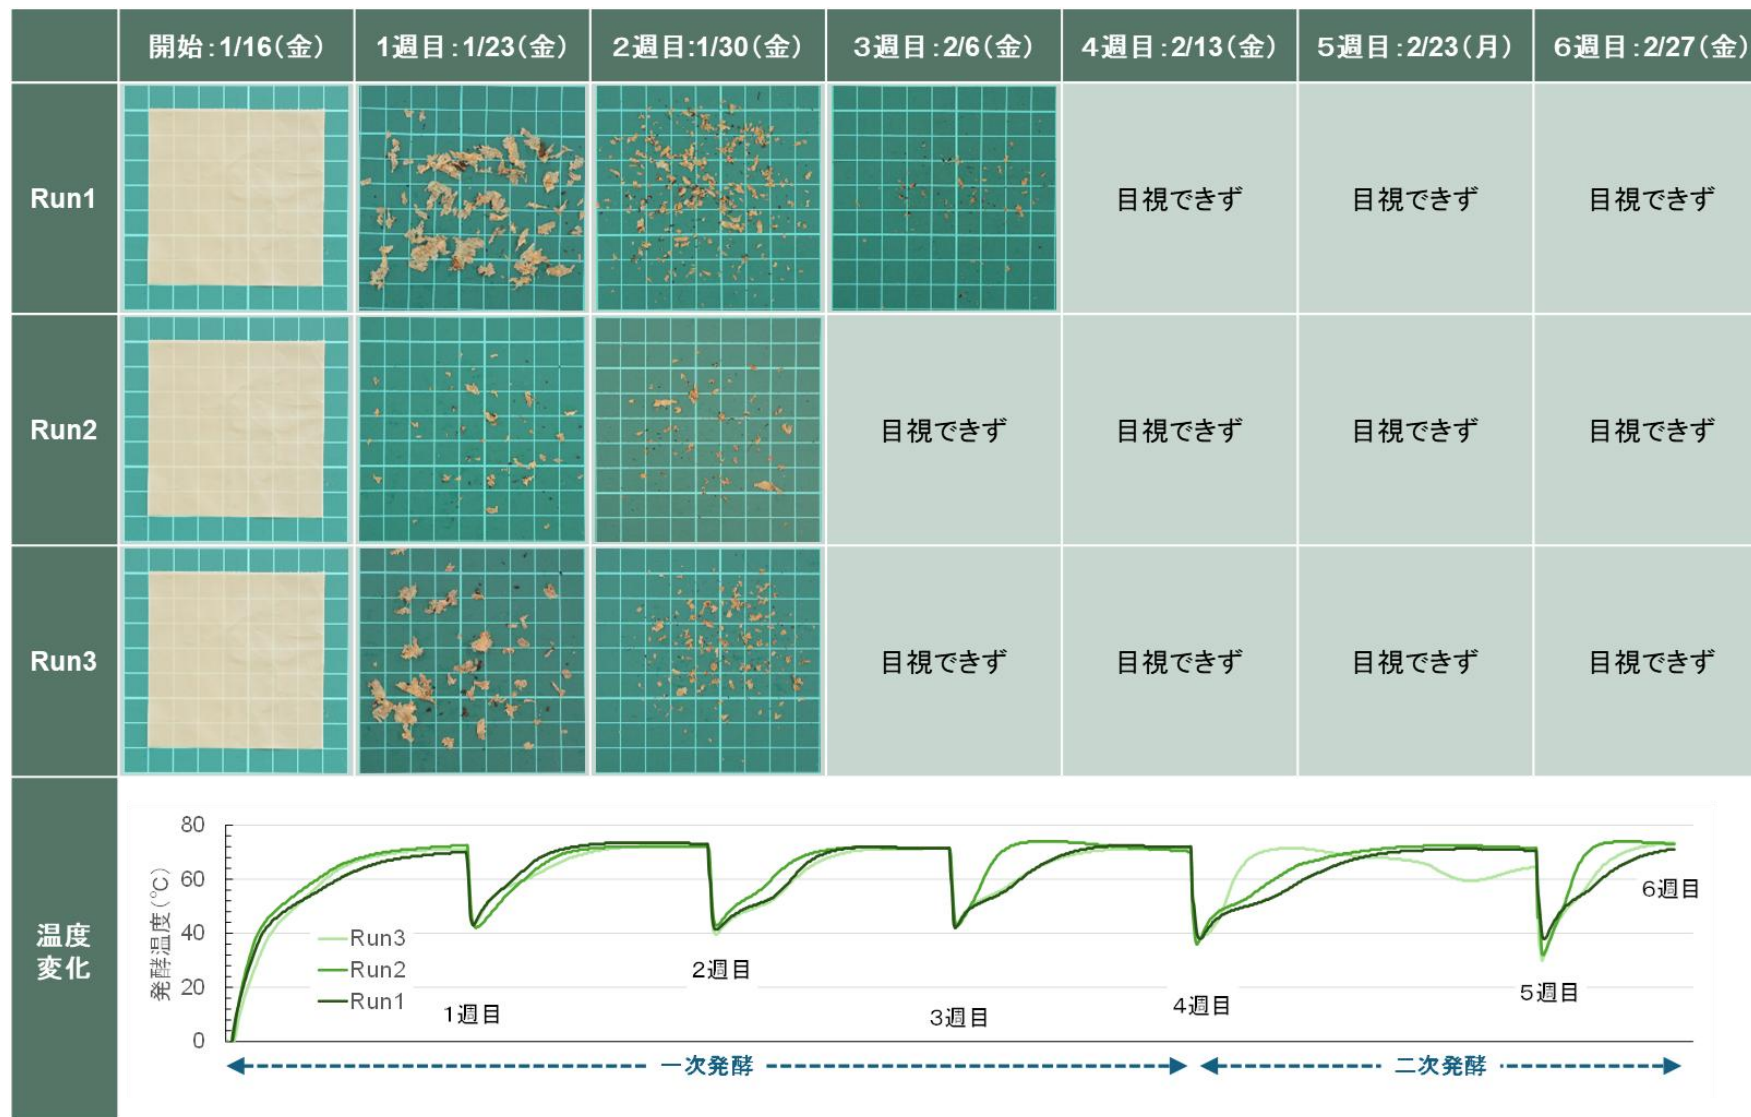 開始：1/16（金）
1週目：1/23（金）
２週目:1/30（金）
３週目：2/6（金）
４週目：2/13（金）
５週目：2/23（月）
６週目：2/27（金）
Run1
目視できず
目視できず
目視できず
Run2
目視できず
目視できず
目視できず
目視できず
Run3
目視できず
目視できず
目視できず
目視できず
温度
変化
発酵温度（℃）
80
60
40
20
0
Run3
Run2
Run1
1週目
2週目
3週目
4週目
5週目
6週目
一次発酵
二次発酵